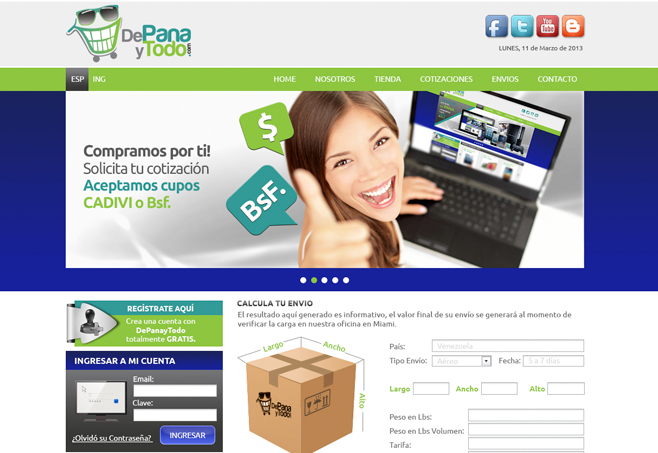 DePana
yTodo.com
LUNES, 11 de Marzo de 2013
ESP ING HOME NOSOTROS TIENDA COTIZACIONES ENVIOS CONTACTO
Compramos por ti!
Solicita tu cotización
Aceptamos cupos
CADIVI o Bsf.
$
BsF.
REGÍSTRATE AQUÍ
Crea una cuenta con
DePanayTodo
totalmente GRATIS.
INGRESAR A MI CUENTA
Email:
Clave:
¿Olvidó su Contraseña?
INGRESAR
CALCULA TU ENVIO
El resultado aquí generado es informativo, el valor final de su envío se generará al momento de
verificar la carga en nuestra oficina en Miami.
Largo Ancho
Alto
DePana
yTodo
País: Venezuela
Tipo Envío: Aéreo Fecha: 5 a 7 días
Largo Ancho Alto
Peso en Lbs:
Peso en Lbs Volumen:
Tarifa: